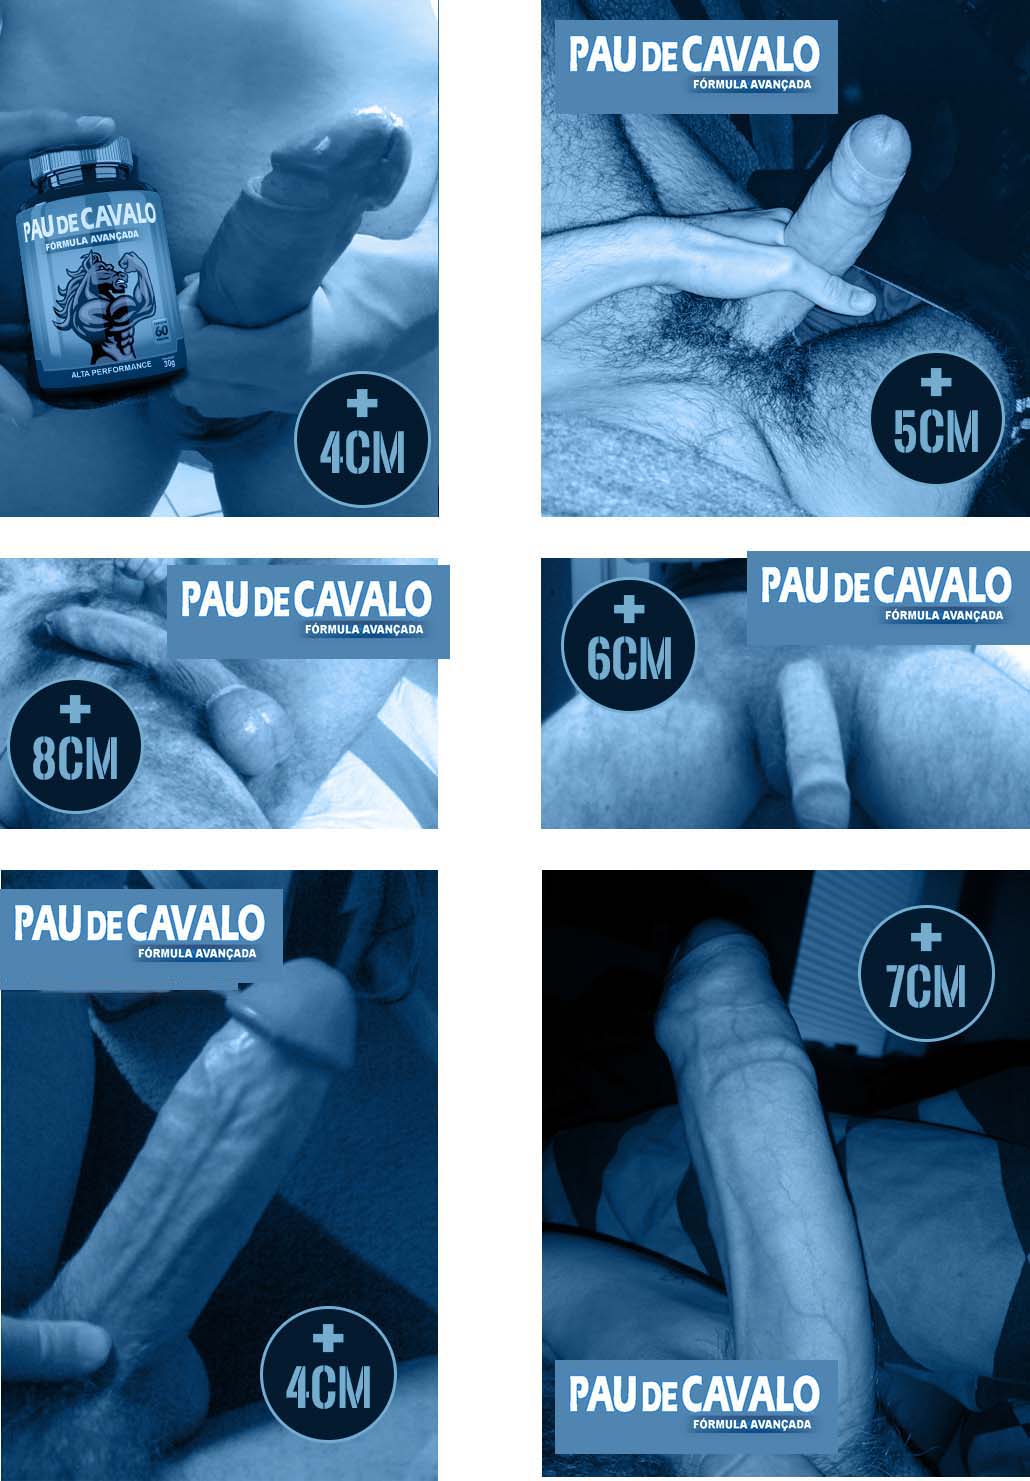 PAU DE CAVALO
FÓRMULA AVANÇADA
60
ALTA PERFORMANCE
30g
+
4CM
PAU DE CAVALO
FÓRMULA AVANÇADA
+
5CM
PAU DE CAVALO
FÓRMULA AVANÇADA
+
8CM
PAU DE CAVALO
FÓRMULA AVANÇADA
+
6CM
PAU DE CAVALO
FÓRMULA AVANÇADA
+
4CM
+
7CM
PAU DE CAVALO
FÓRMULA AVANÇADA